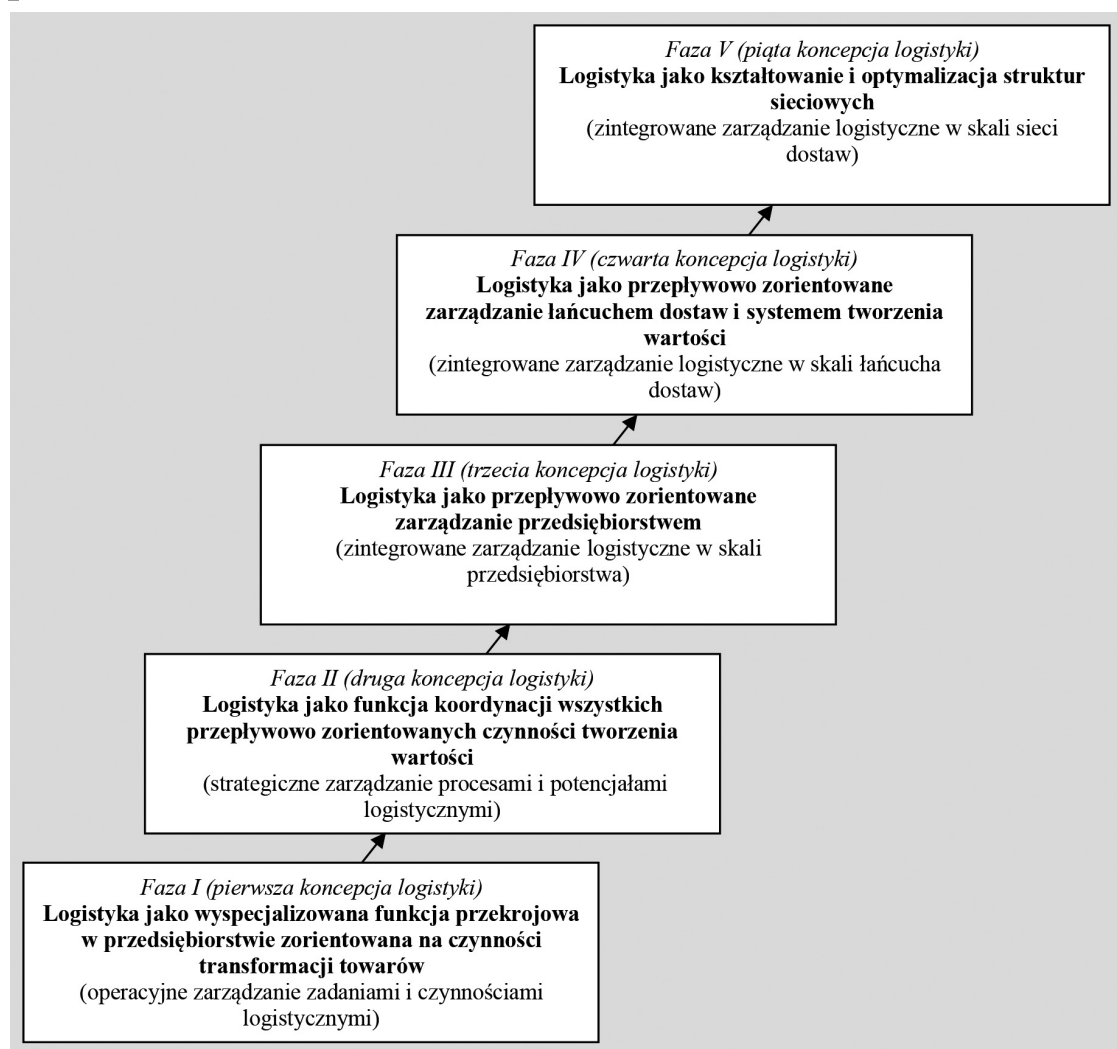 Faza V (piąta koncepcja logistyki)
Logistyka jako kształtowanie i optymalizacja struktur
sieciowych
(zintegrowane zarządzanie logistyczne w skali sieci
dostaw)
Faza IV (czwarta koncepcja logistyki)
Logistyka jako przepływowo zorientowane
zarządzanie łańcuchem dostaw i systemem tworzenia
wartości
(zintegrowane zarządzanie logistyczne w skali łańcucha
dostaw)
Faza III (trzecia koncepcja logistyki)
Logistyka jako przepływowo zorientowane
zarządzanie przedsiębiorstwem
(zintegrowane zarządzanie logistyczne w skali
przedsiębiorstwa)
Faza II (druga koncepcja logistyki)
Logistyka jako funkcja koordynacji wszystkich
przepływowo zorientowanych czynności tworzenia
wartości
(strategiczne zarządzanie procesami i potencjałami
logistycznymi)
Faza I (pierwsza koncepcja logistyki)
Logistyka jako wyspecjalizowana funkcja przekrojowa
w przedsiębiorstwie zorientowana na czynności
transformacji towarów
(operacyjne zarządzanie zadaniami i czynnościami
logistycznymi)